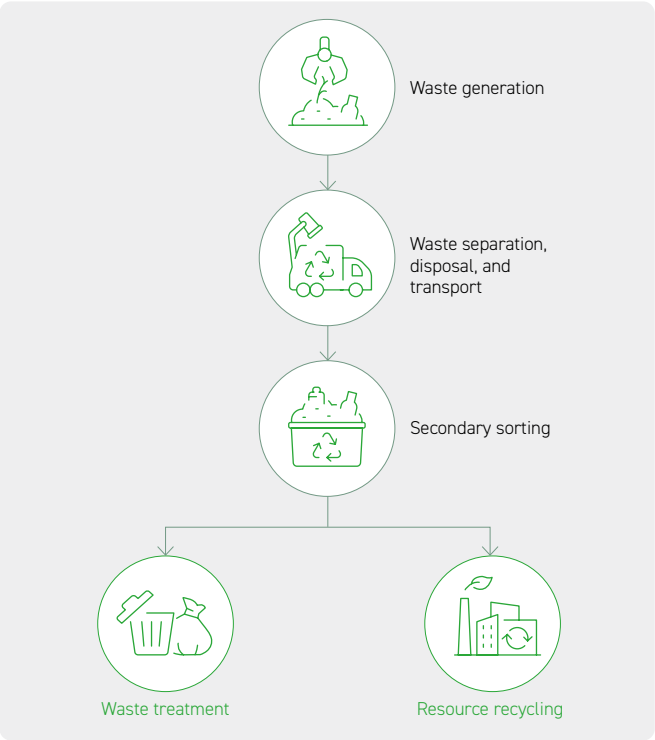 Waste generation
Waste separation,
disposal, and
transport
Secondary sorting
Waste treatment
Resource recycling